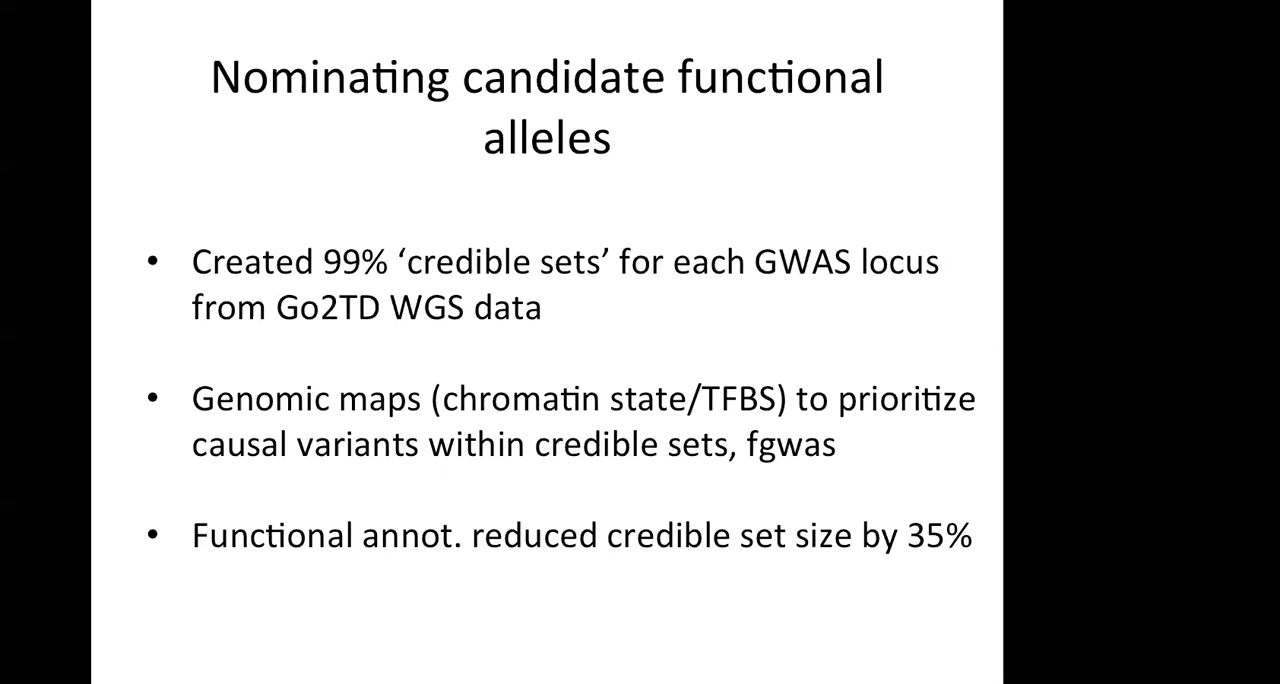 Nominating candidate functional
alleles
• Created 99% ‘credible sets’ for each GWAS locus
from Go2TD WGS data
• Genomic maps (chromatin state/TFBS) to prioritize
causal variants within credible sets, fgwas
• Functional annot. reduced credible set size by 35%